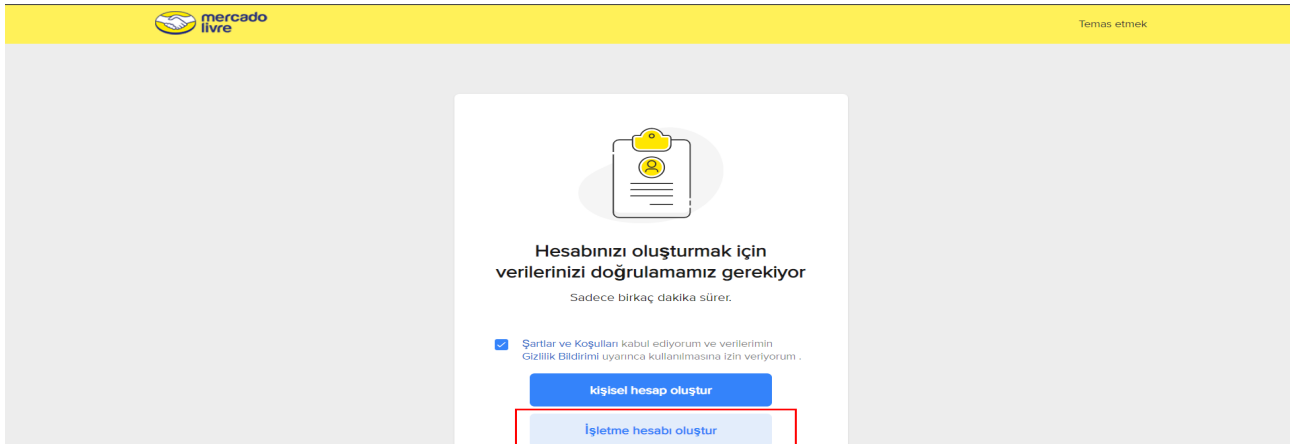 mercado
livre
Temas etmek
Hesabınızı oluşturmak için
verilerinizi doğrulamamız gerekiyor
Sadece birkaç dakika sürer.
Şartlar ve Koşulları kabul ediyorum ve verilerimin
Gizlilik Bildirimi uyarınca kullanılmasına izin veriyorum .
kişisel hesap oluştur
İşletme hesabı oluştur